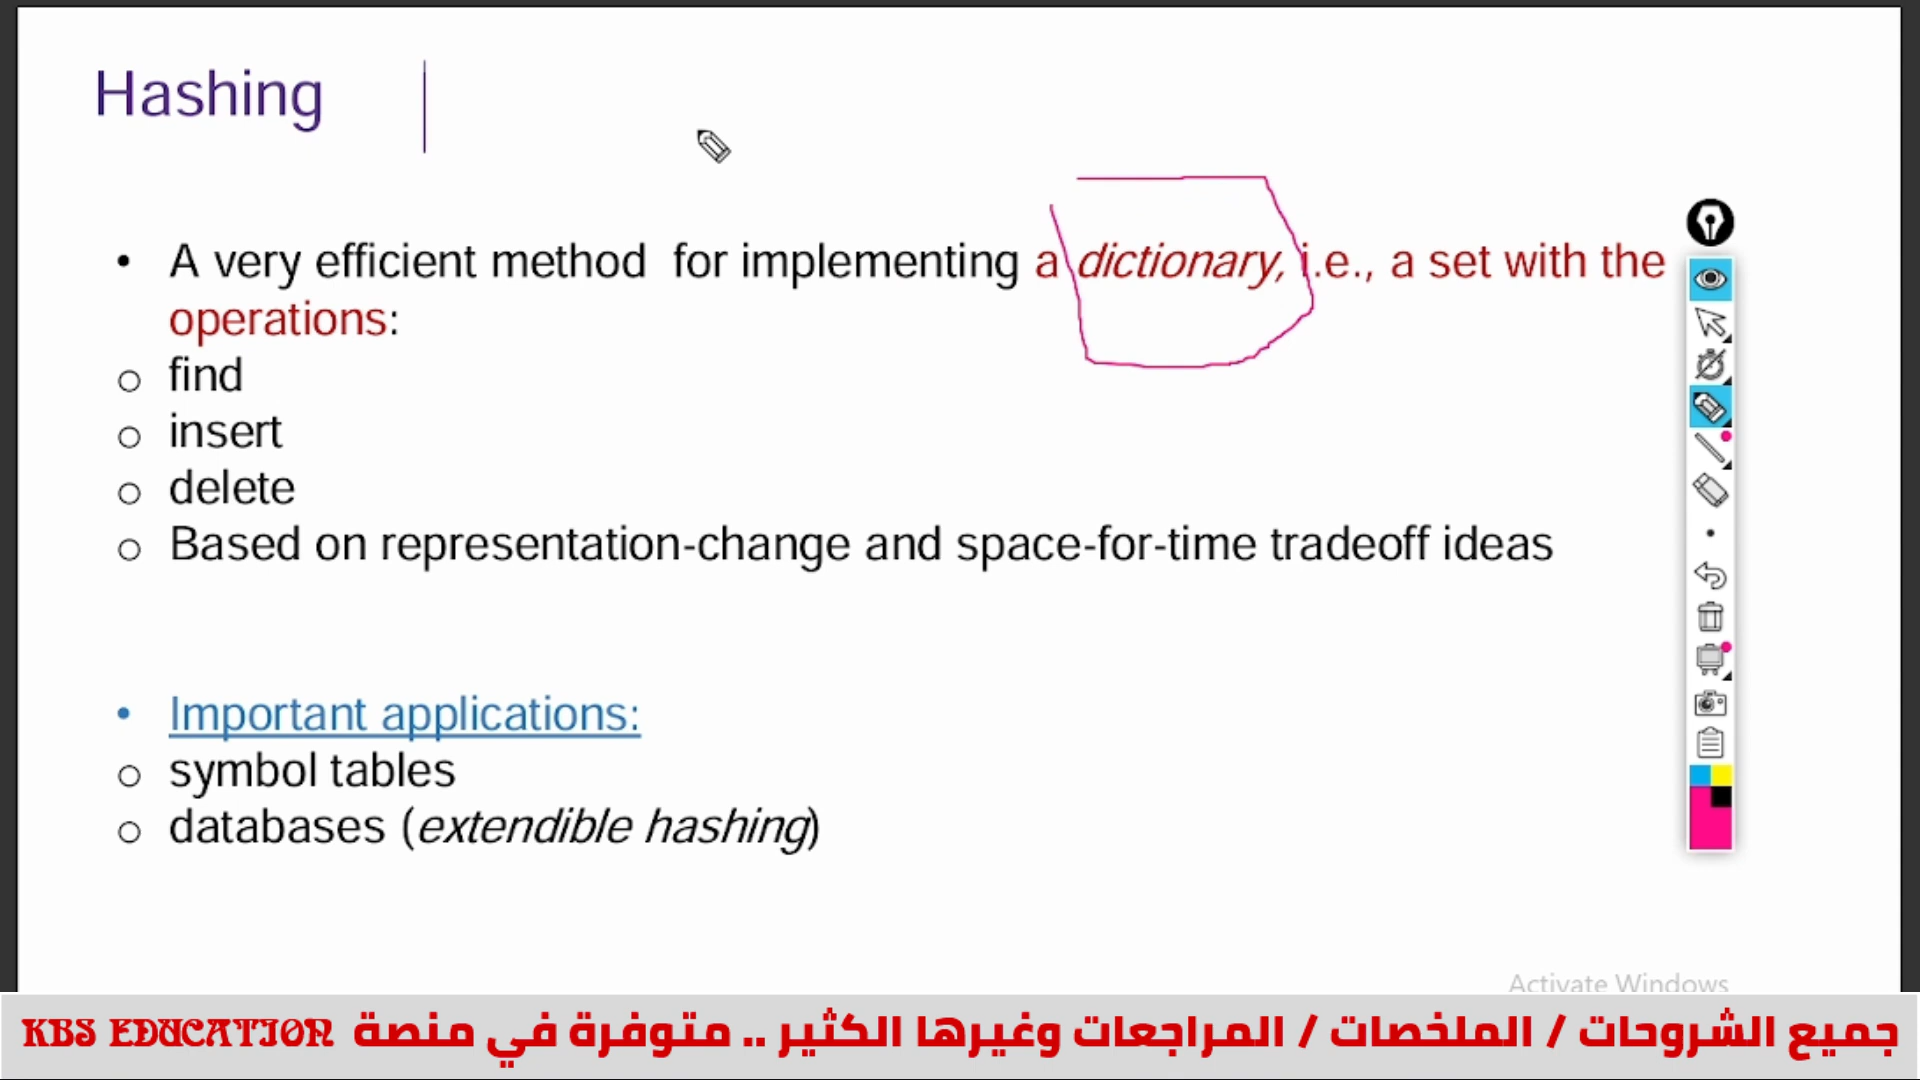 Hashing
• A very efficient method for implementing a dictionary, i.e., a set with the
operations:
o find
o insert
o delete
o Based on representation-change and space-for-time tradeoff ideas
• Important applications:
o symbol tables
o databases (extendible hashing)
Activate Windows
جميع الشروحات / الملخصات / المراجعات وغيرها الكثير .. متوفرة في منصة KBS EDUCATION